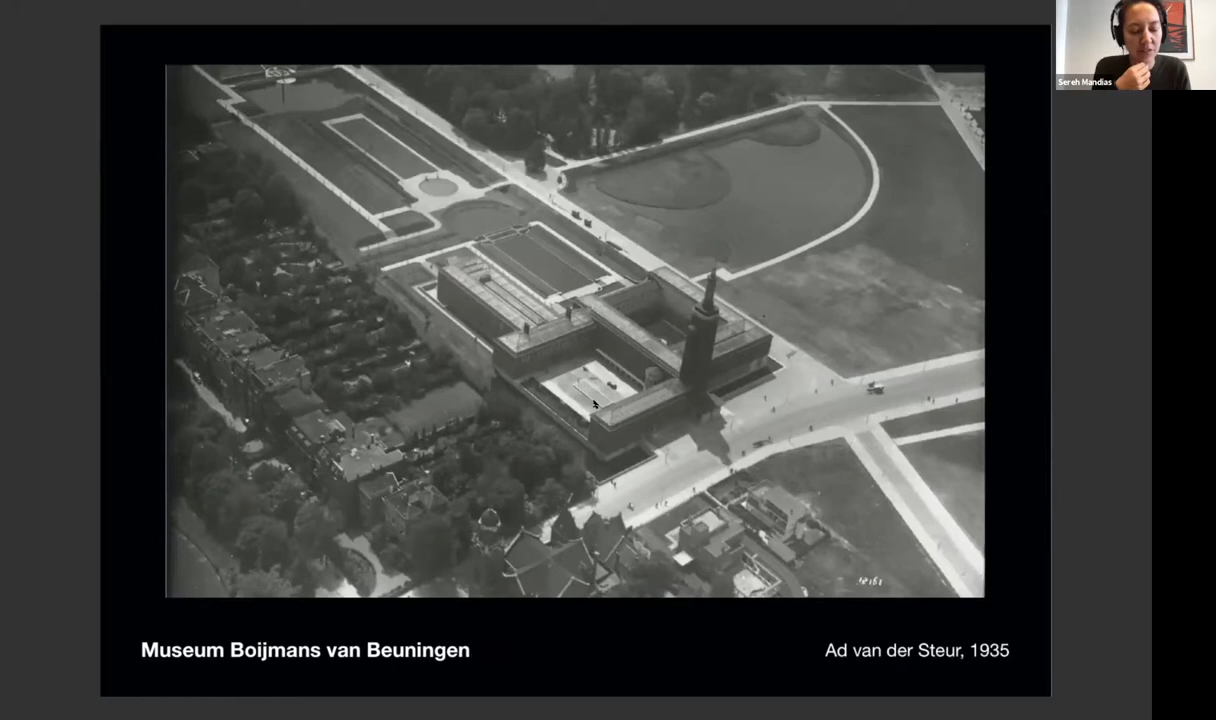 Sereh Mandias
Museum Boijmans van Beuningen
Ad van der Steur, 1935